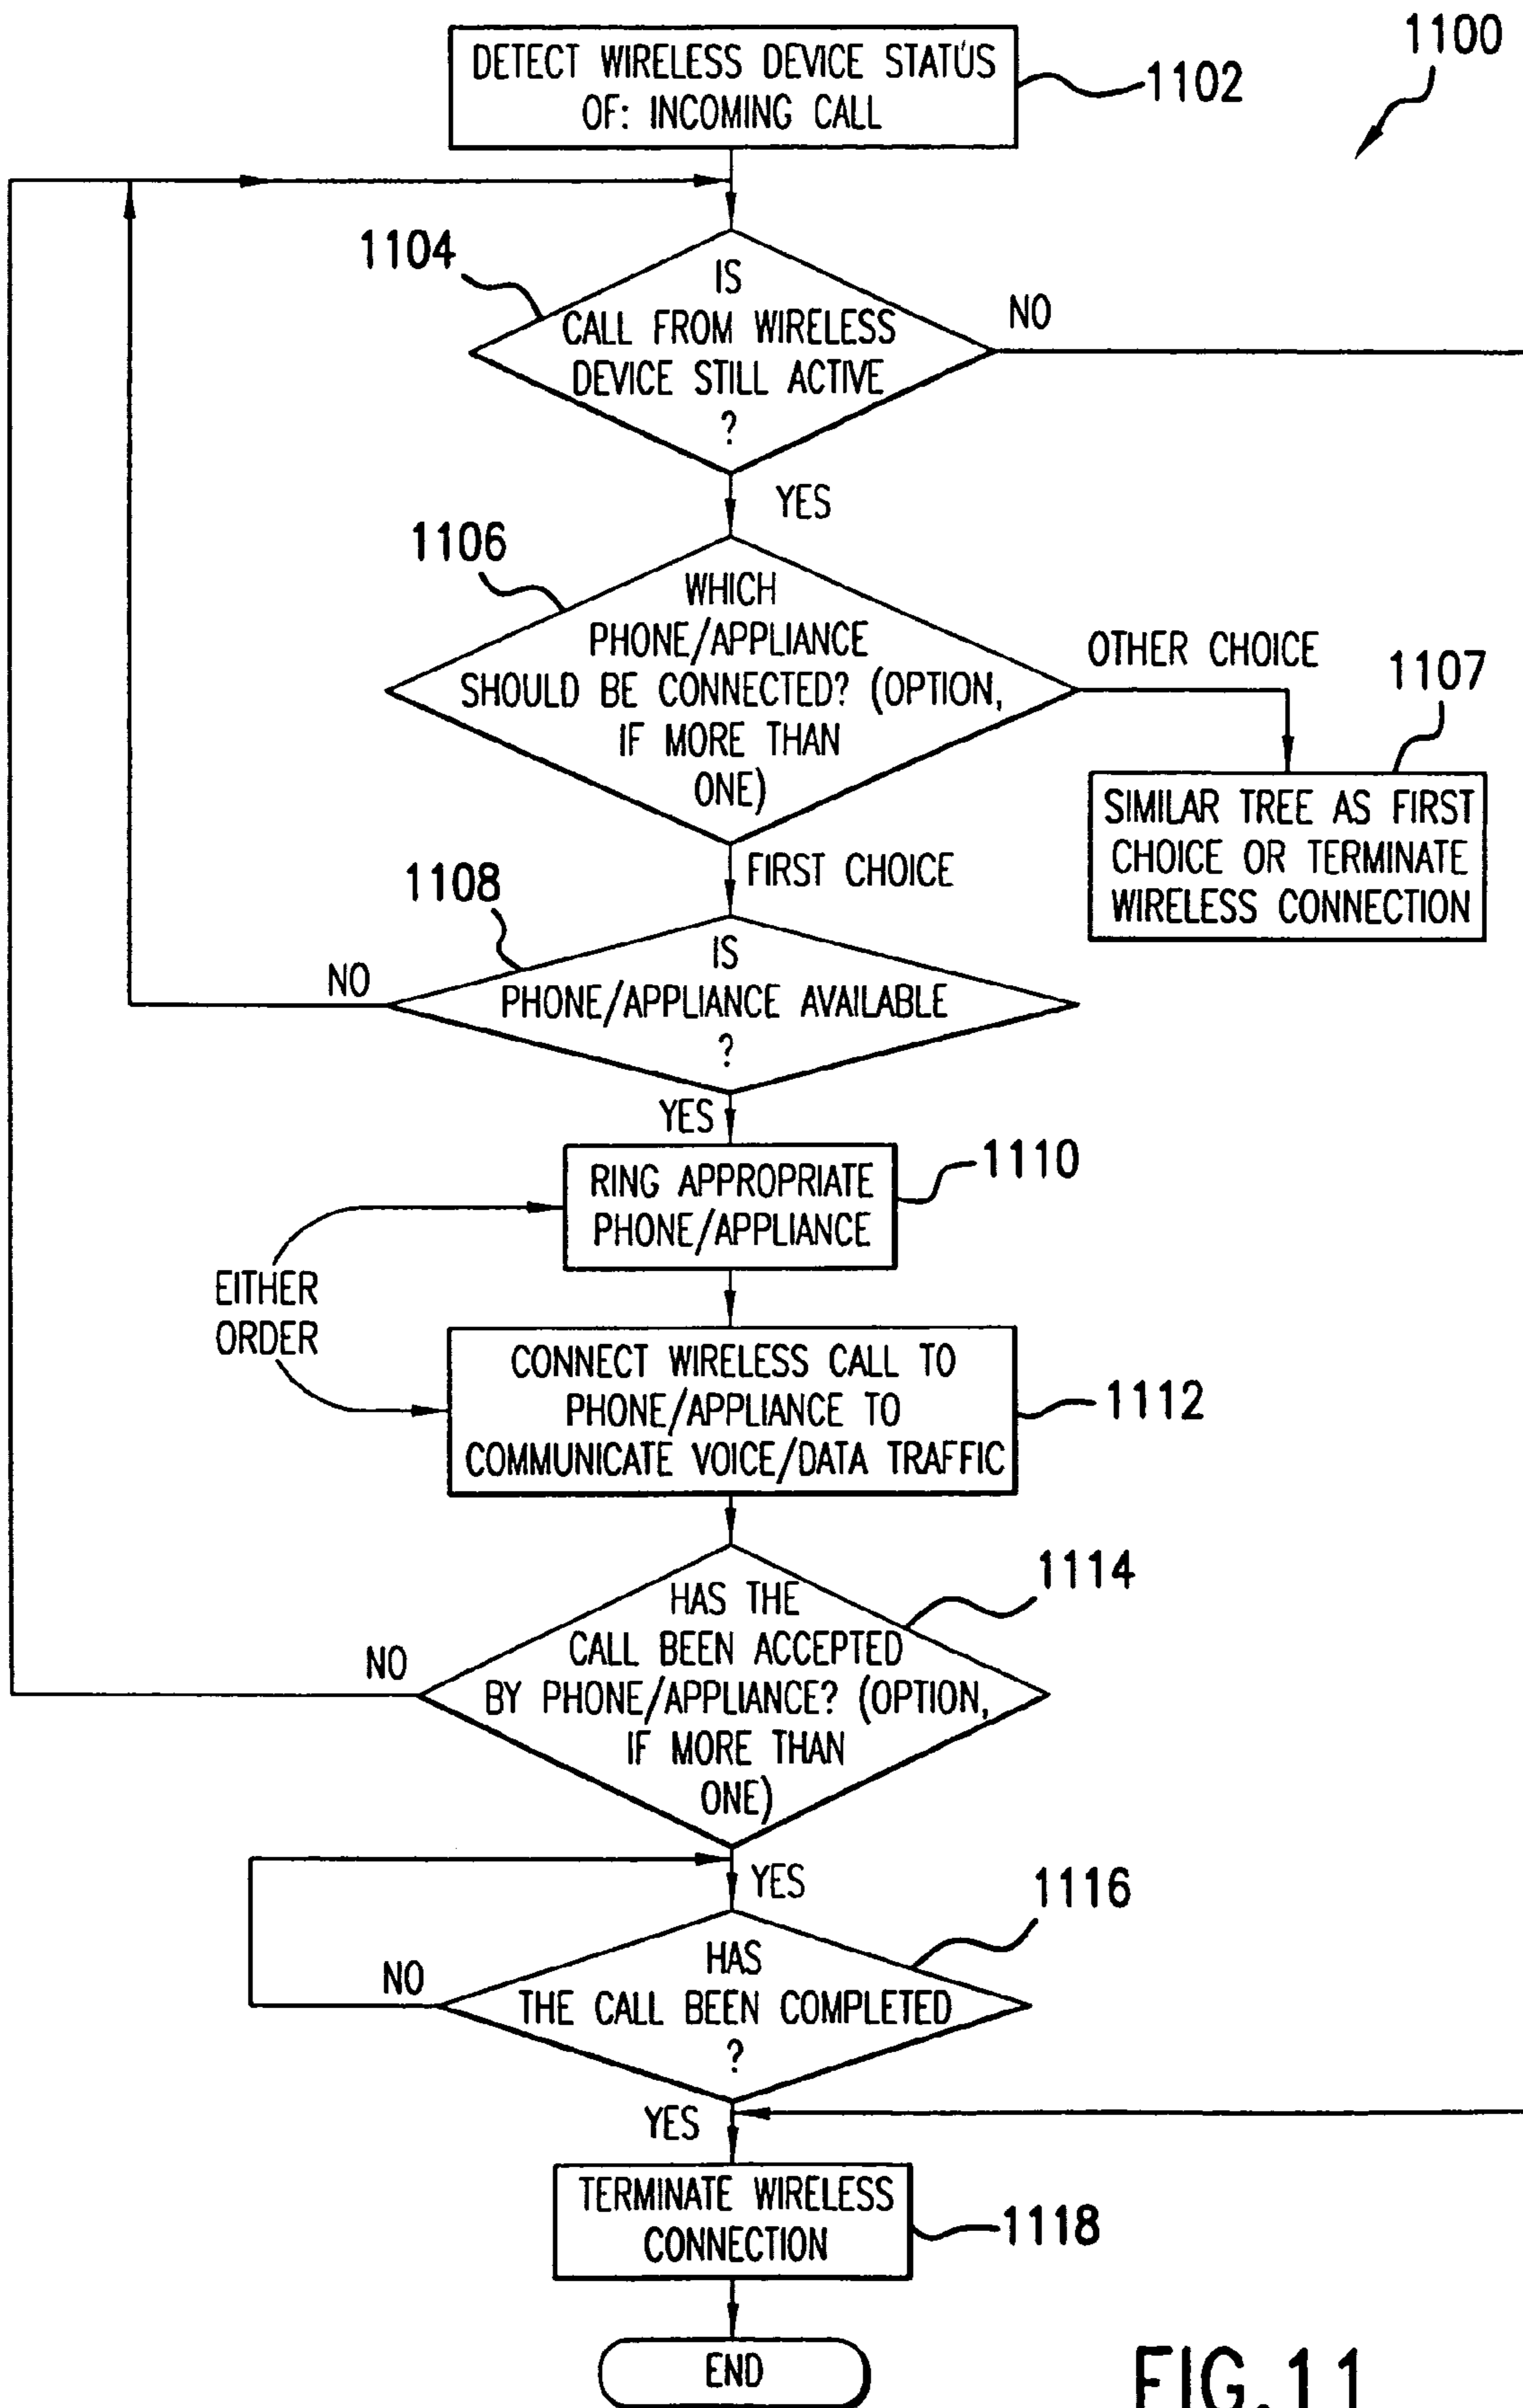 1100
DETECT WIRELESS DEVICE STATUS
OF: INCOMING CALL
1102
1104
IS
CALL FROM WIRELESS
DEVICE STILL ACTIVE
?
NO
YES
1106
WHICH
PHONE/APPLIANCE
SHOULD BE CONNECTED? (OPTION,
IF MORE THAN
ONE)
OTHER CHOICE
1107
SIMILAR TREE AS FIRST
CHOICE OR TERMINATE
WIRELESS CONNECTION
FIRST CHOICE
1108
IS
PHONE/APPLIANCE AVAILABLE
?
NO
YES
RING APPROPRIATE
PHONE/APPLIANCE
1110
EITHER
ORDER
CONNECT WIRELESS CALL TO
PHONE/APPLIANCE TO
COMMUNICATE VOICE/DATA TRAFFIC
1112
1114
HAS THE
CALL BEEN ACCEPTED
BY PHONE/APPLIANCE? (OPTION,
IF MORE THAN
ONE)
NO
YES
1116
HAS
THE CALL BEEN COMPLETED
?
NO
YES
TERMINATE WIRELESS
CONNECTION
1118
END
FIG.11